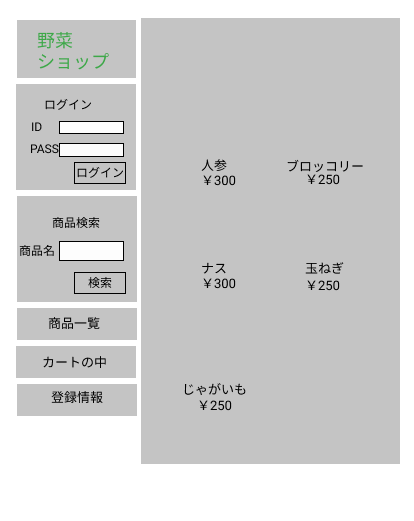 野菜
ショップ
ログイン
ID
PASS
ログイン
商品検索
商品名
検索
商品一覧
カートの中
登録情報
人参
￥300
ブロッコリー
￥250
ナス
￥300
玉ねぎ
￥250
じゃがいも
￥250